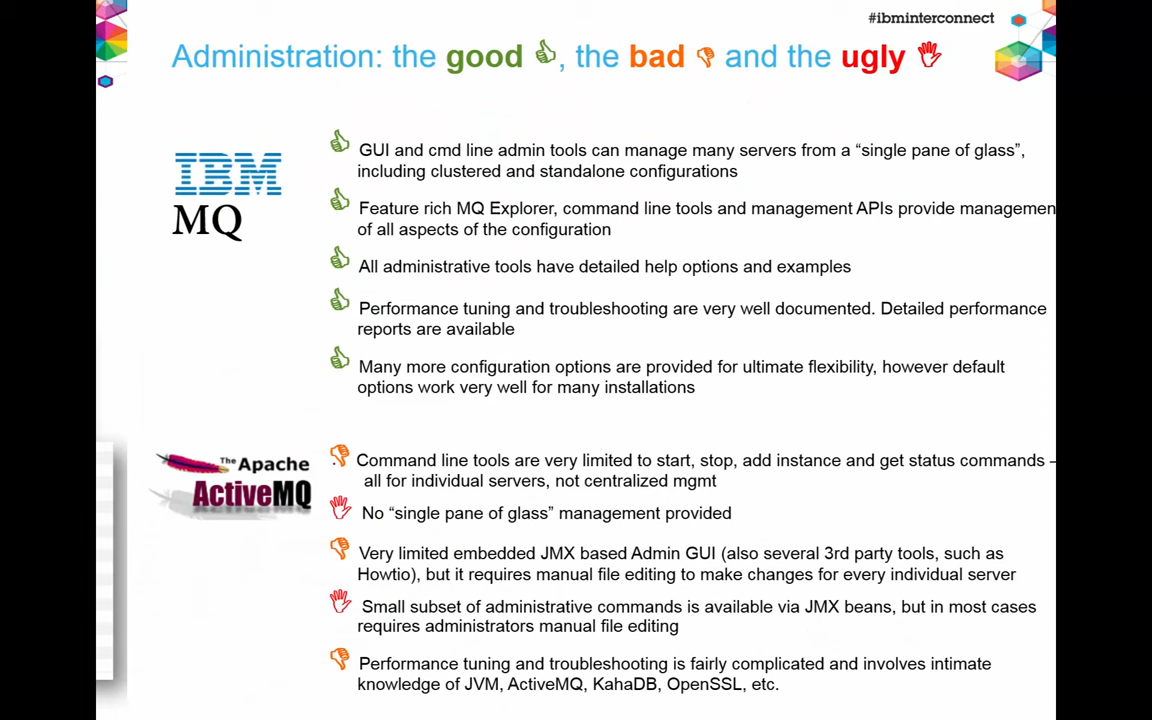 #ibminterconnect
Administration: the good, the bad and the ugly
IBM
MQ
GUI and cmd line admin tools can manage many servers from a “single pane of glass”,
including clustered and standalone configurations
Feature rich MQ Explorer, command line tools and management APIs provide managemen
of all aspects of the configuration
All administrative tools have detailed help options and examples
Performance tuning and troubleshooting are very well documented. Detailed performance
reports are available
Many more configuration options are provided for ultimate flexibility, however default
options work very well for many installations
The Apache
ActiveMQ
Command line tools are very limited to start, stop, add instance and get status commands –
all for individual servers, not centralized mgmt
No “single pane of glass” management provided
Very limited embedded JMX based Admin GUI (also several 3rd party tools, such as
Howtio), but it requires manual file editing to make changes for every individual server
Small subset of administrative commands is available via JMX beans, but in most cases
requires administrators manual file editing
Performance tuning and troubleshooting is fairly complicated and involves intimate
knowledge of JVM, ActiveMQ, KahaDB, OpenSSL, etc.